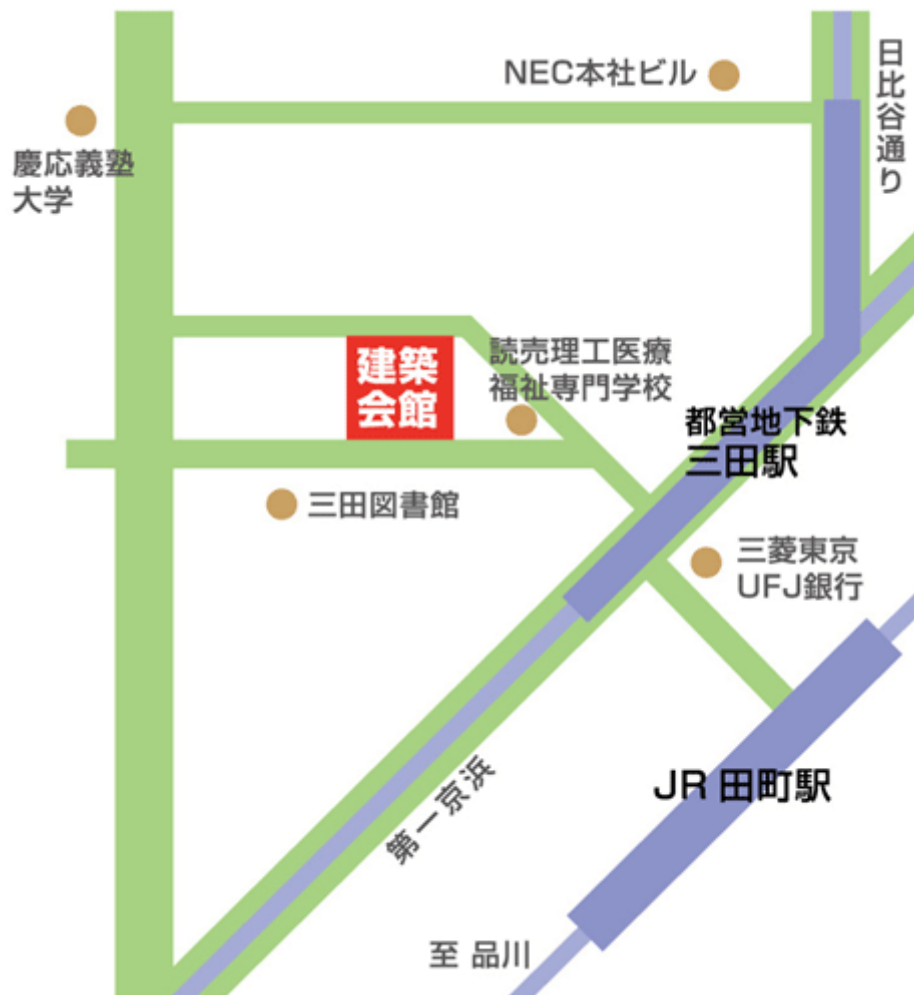 NEC本社ビル
日比谷通り
慶応義塾
大学
建築
会館
読売理工医療
福祉専門学校
都営地下鉄
三田駅
三田図書館
三菱東京
UFJ銀行
JR 田町駅
第一京浜
至 品川